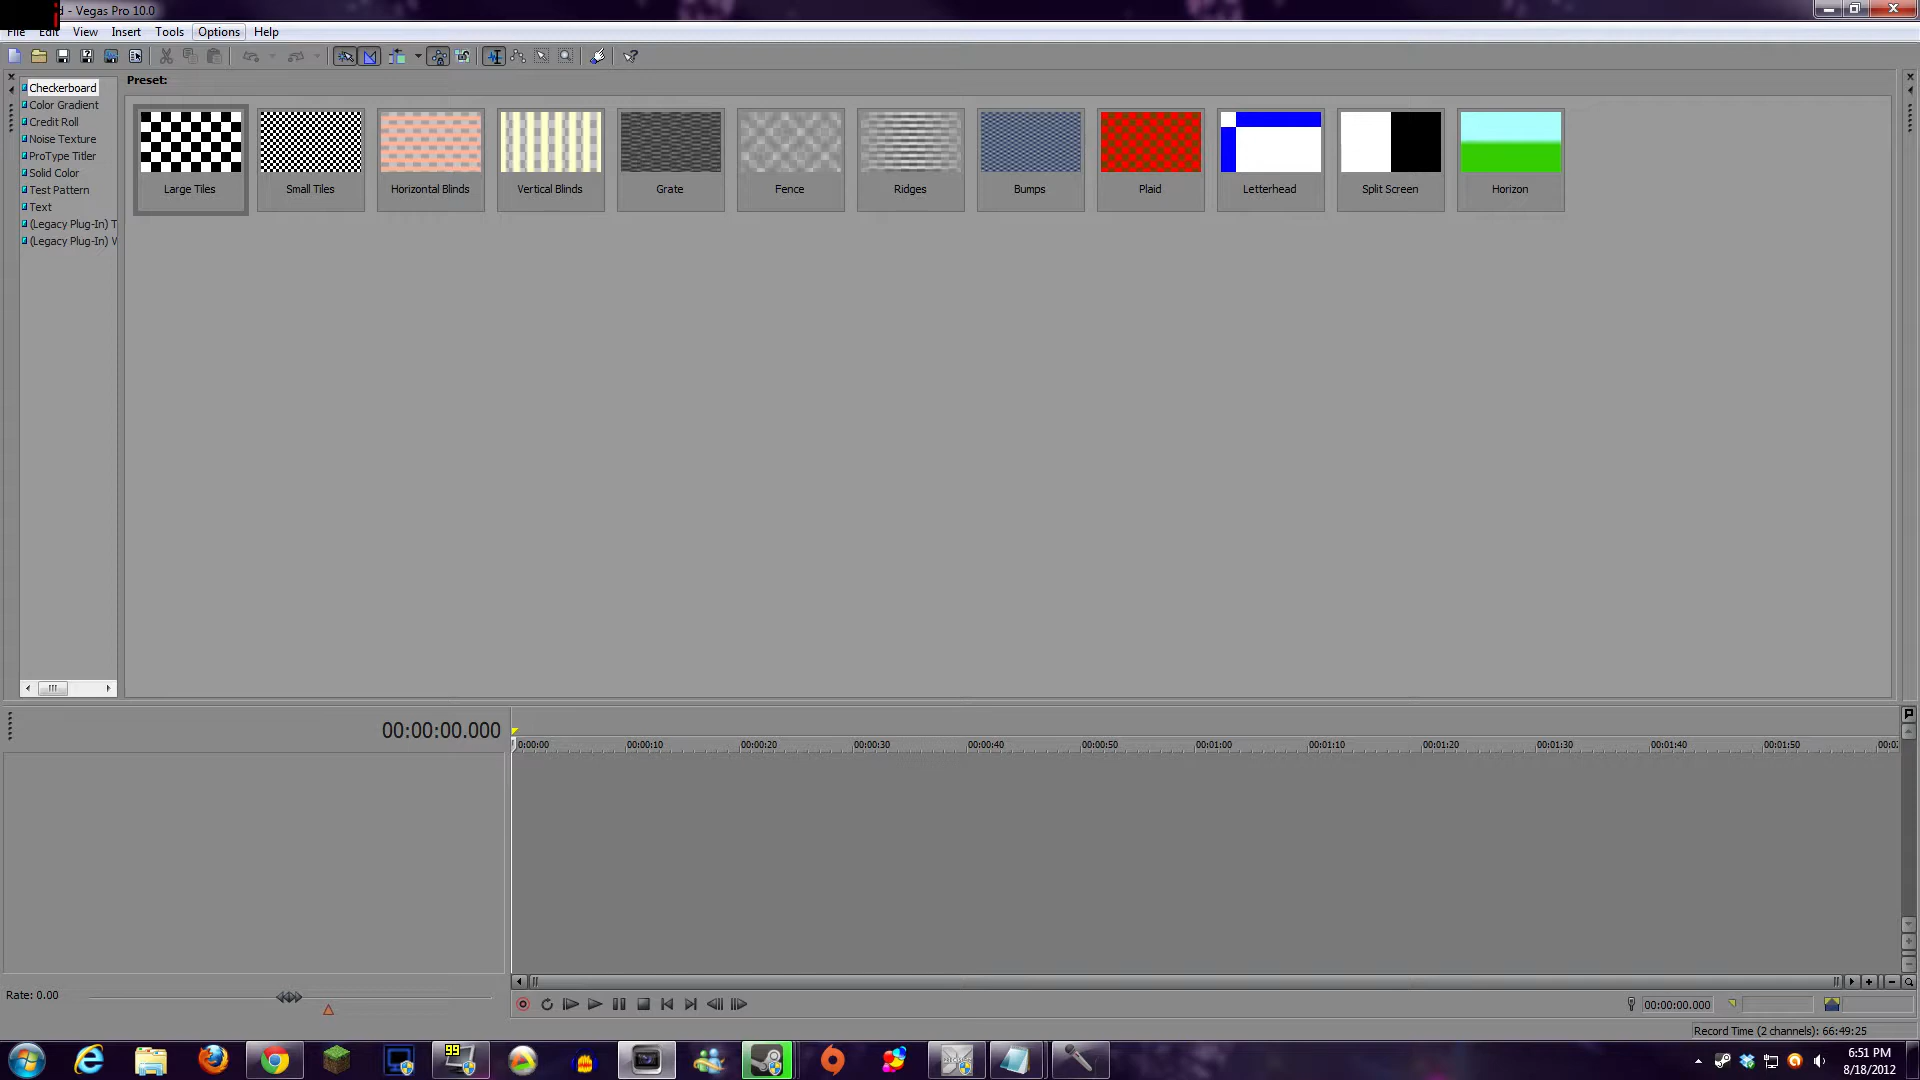 d - Vegas Pro 10.0
File Edit View Insert Tools Options Help
Preset:
Checkerboard
Color Gradient
Credit Roll
Noise Texture
ProType Titler
Solid Color
Test Pattern
Text
(Legacy Plug-In) T
(Legacy Plug-In) V
Large Tiles Small Tiles Horizontal Blinds Vertical Blinds Grate Fence Ridges Bumps Plaid Letterhead Split Screen Horizon
00:00:00.000
0:00:00 00:00:10 00:00:20 00:00:30 00:00:40 00:00:50 00:01:00 00:01:10 00:01:20 00:01:30 00:01:40 00:01:50 00:0
Rate: 0.00
00:00:00.000
Record Time (2 channels): 66:49:25
99
PRECISION
6:51 PM
8/18/2012